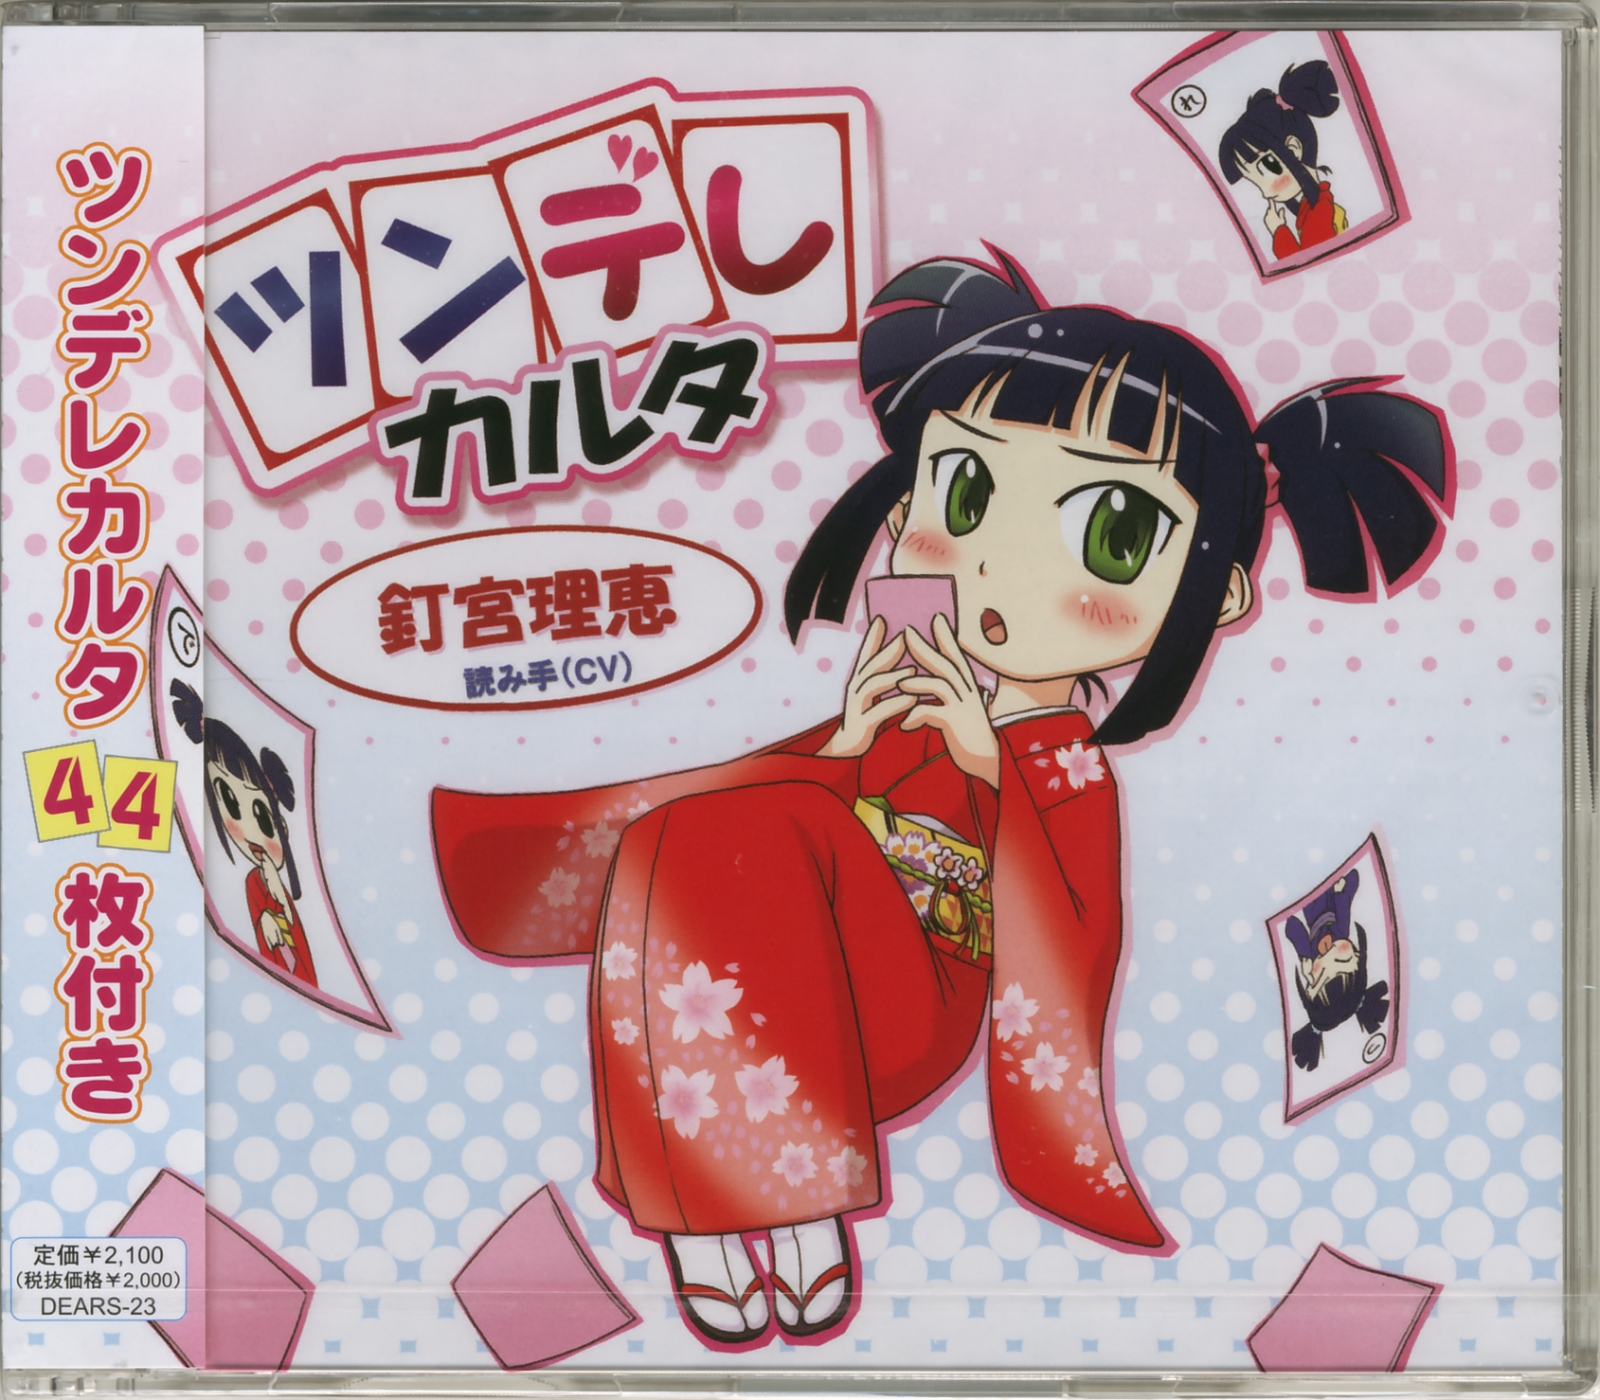 ツンデレカルタ
44
枚付き
定価￥2,100
(税抜価格￥2,000)
DEARS-23
ツンデレ
カルタ
釘宮理恵
読み手(CV)
れ